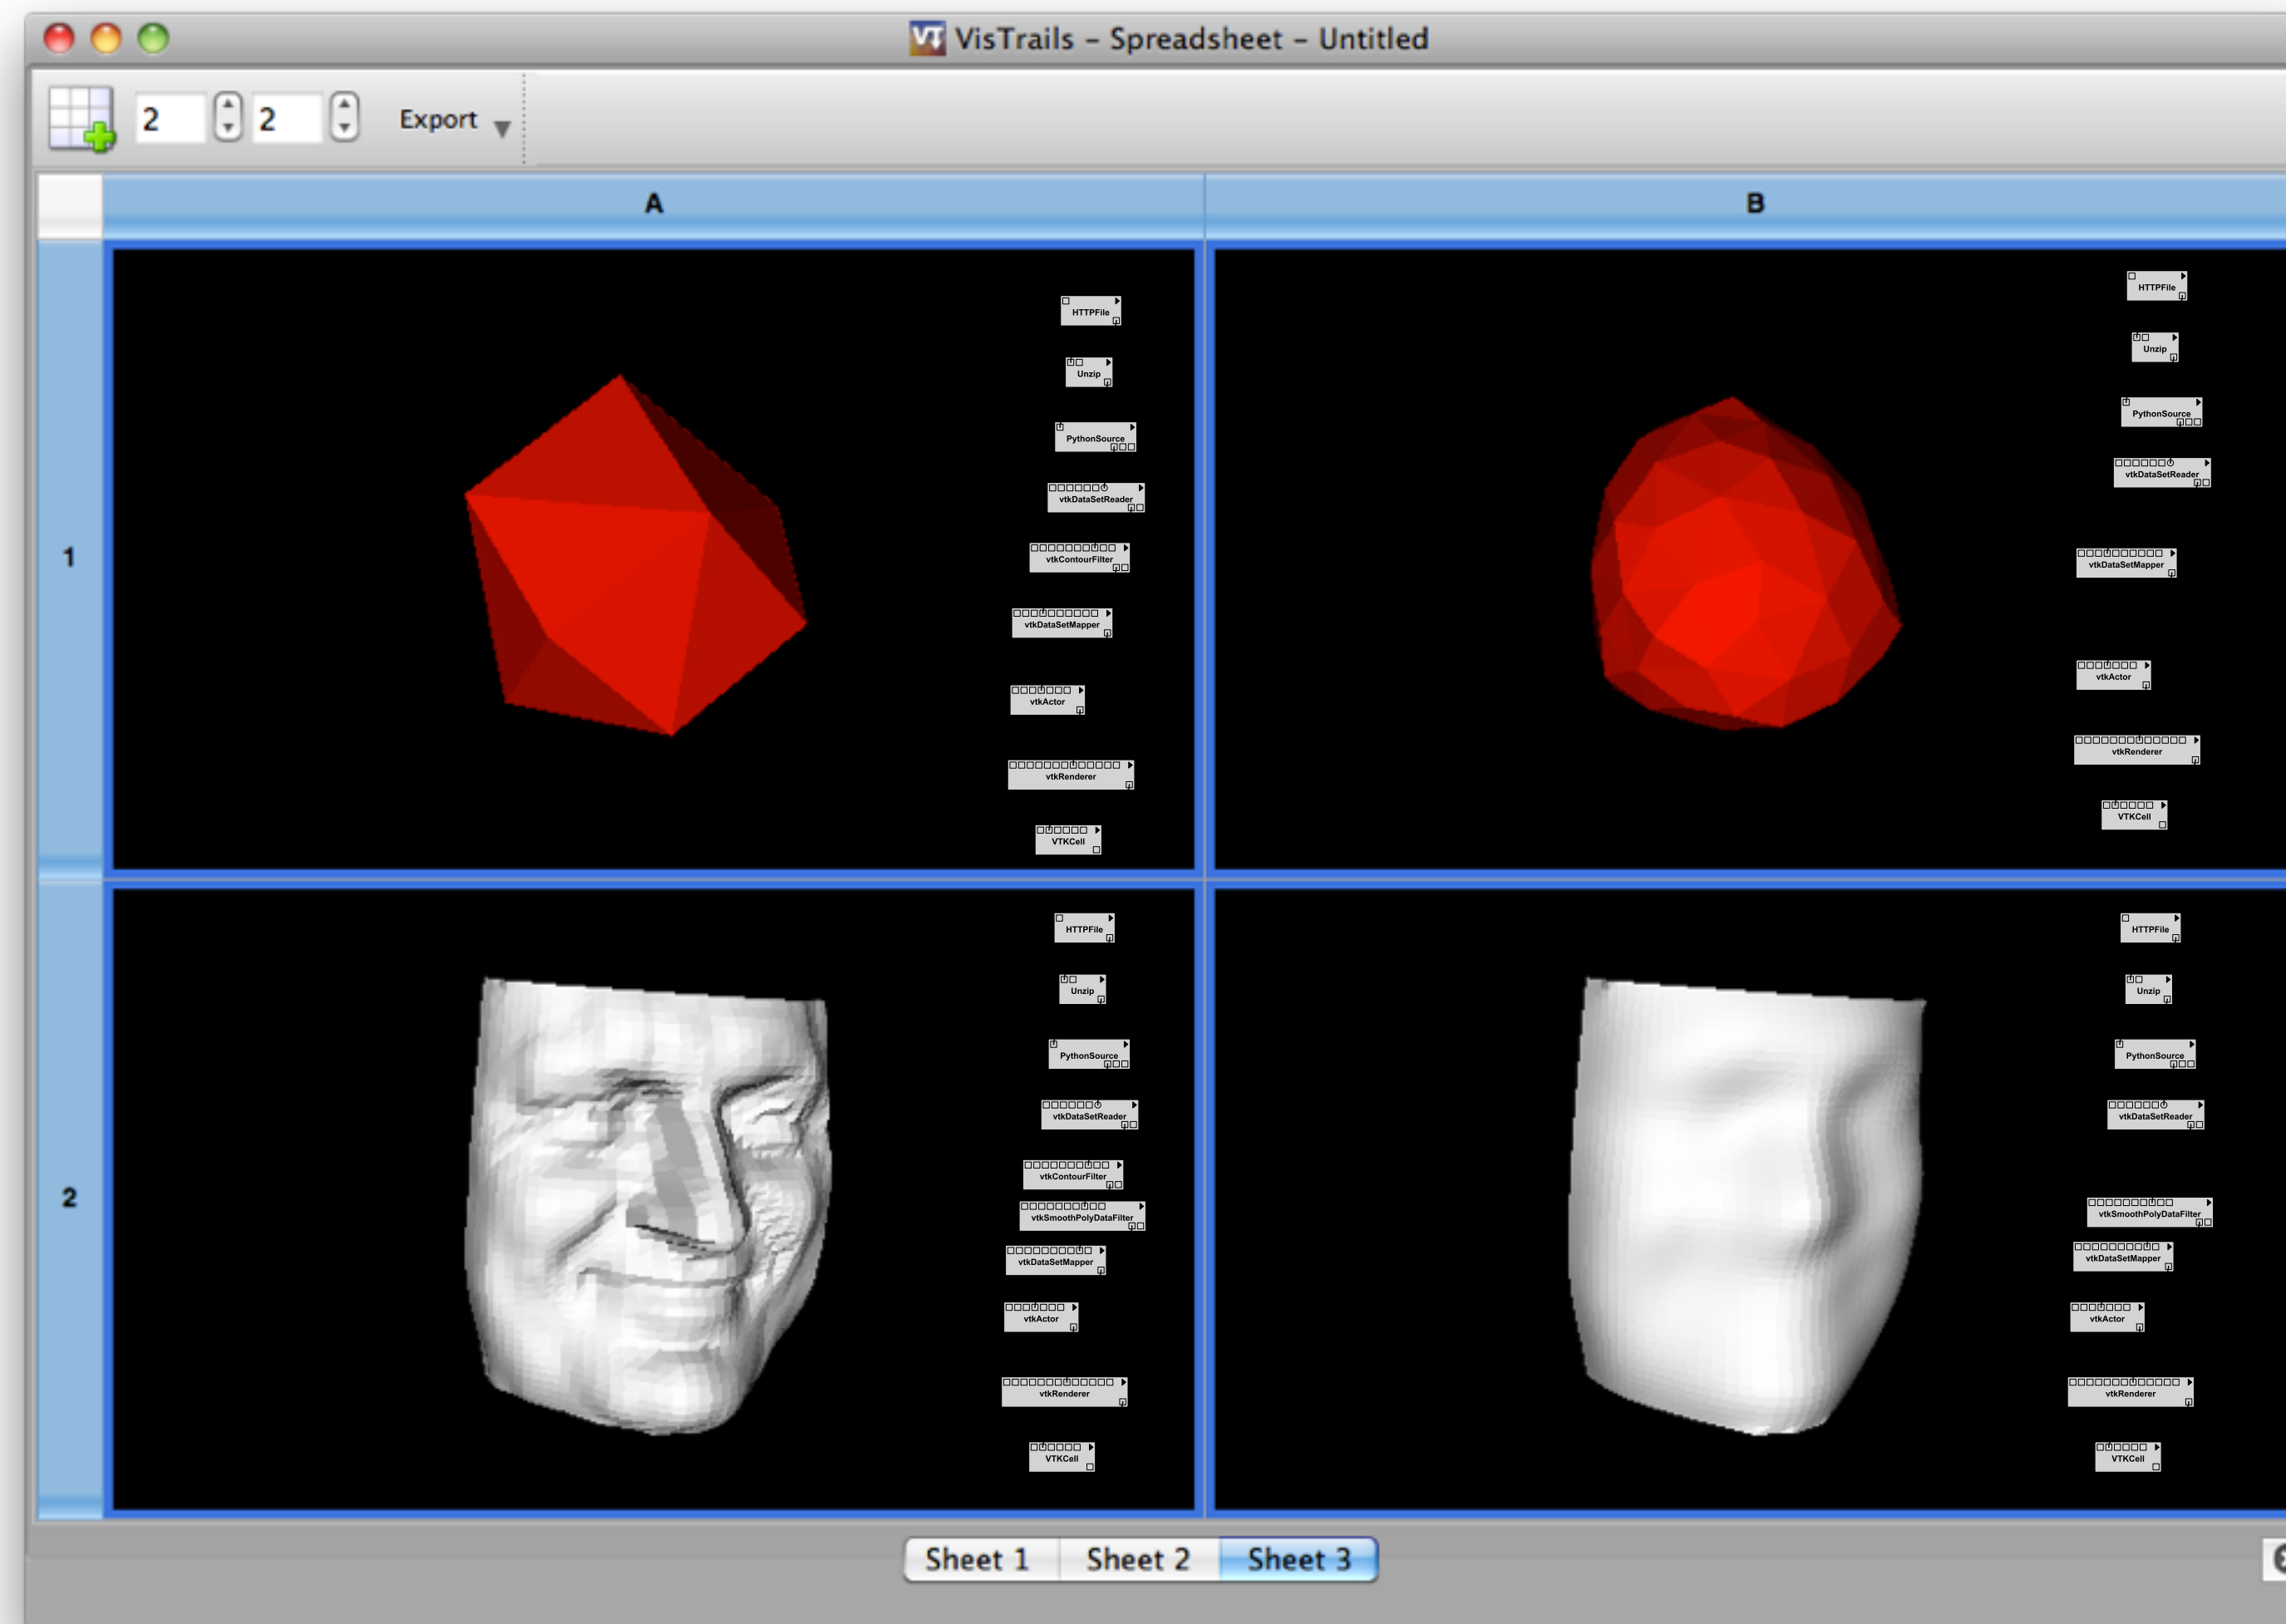 VisTrails – Spreadsheet – Untitled
2 2 Export
A B
1
HTTPFile
Unzip
PythonSource
vtkDataSetReader
vtkContourFilter
vtkDataSetMapper
vtkActor
vtkRenderer
VTKCell
HTTPFile
Unzip
PythonSource
vtkDataSetReader
vtkDataSetMapper
vtkActor
vtkRenderer
VTKCell
2
HTTPFile
Unzip
PythonSource
vtkDataSetReader
vtkContourFilter
vtkSmoothPolyDataFilter
vtkDataSetMapper
vtkActor
vtkRenderer
VTKCell
HTTPFile
Unzip
PythonSource
vtkDataSetReader
vtkSmoothPolyDataFilter
vtkDataSetMapper
vtkActor
vtkRenderer
VTKCell
Sheet 1 Sheet 2 Sheet 3